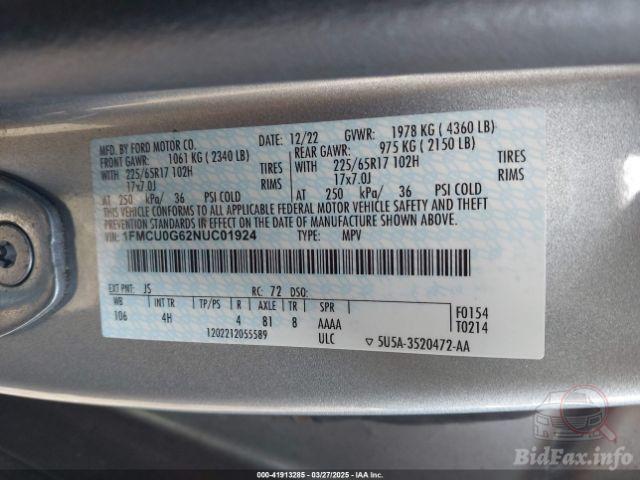 MFD. BY FORD MOTOR CO.
DATE: 12/22 GVWR: 1978 KG ( 4360 LB)
FRONT GAWR: 1061 KG ( 2340 LB)
REAR GAWR: 975 KG ( 2150 LB)
WITH 225/65R17 102H TIRES
WITH 225/65R17 102H TIRES
17x7.0J RIMS
17x7.0J RIMS
AT 250 kPa/ 36 PSI COLD
AT 250 kPa/ 36 PSI COLD
THIS VEHICLE CONFORMS TO ALL APPLICABLE FEDERAL MOTOR VEHICLE SAFETY AND THEFT
PREVENTION STANDARDS IN EFFECT ON THE DATE OF MANUFACTURE SHOWN ABOVE.
VIN: 1FMCU0G62NUC01924 TYPE: MPV
EXT PNT: JS RC: 72 DSO:
WB INT TR TP/PS R AXLE TR SPR
106 4H 4 81 8 AAAA
F0154
T0214
1202212055589 ULC ▿ 5U5A-3520472-AA
BidFax.info
000-41913285 - 03/27/2025 - IAA Inc.